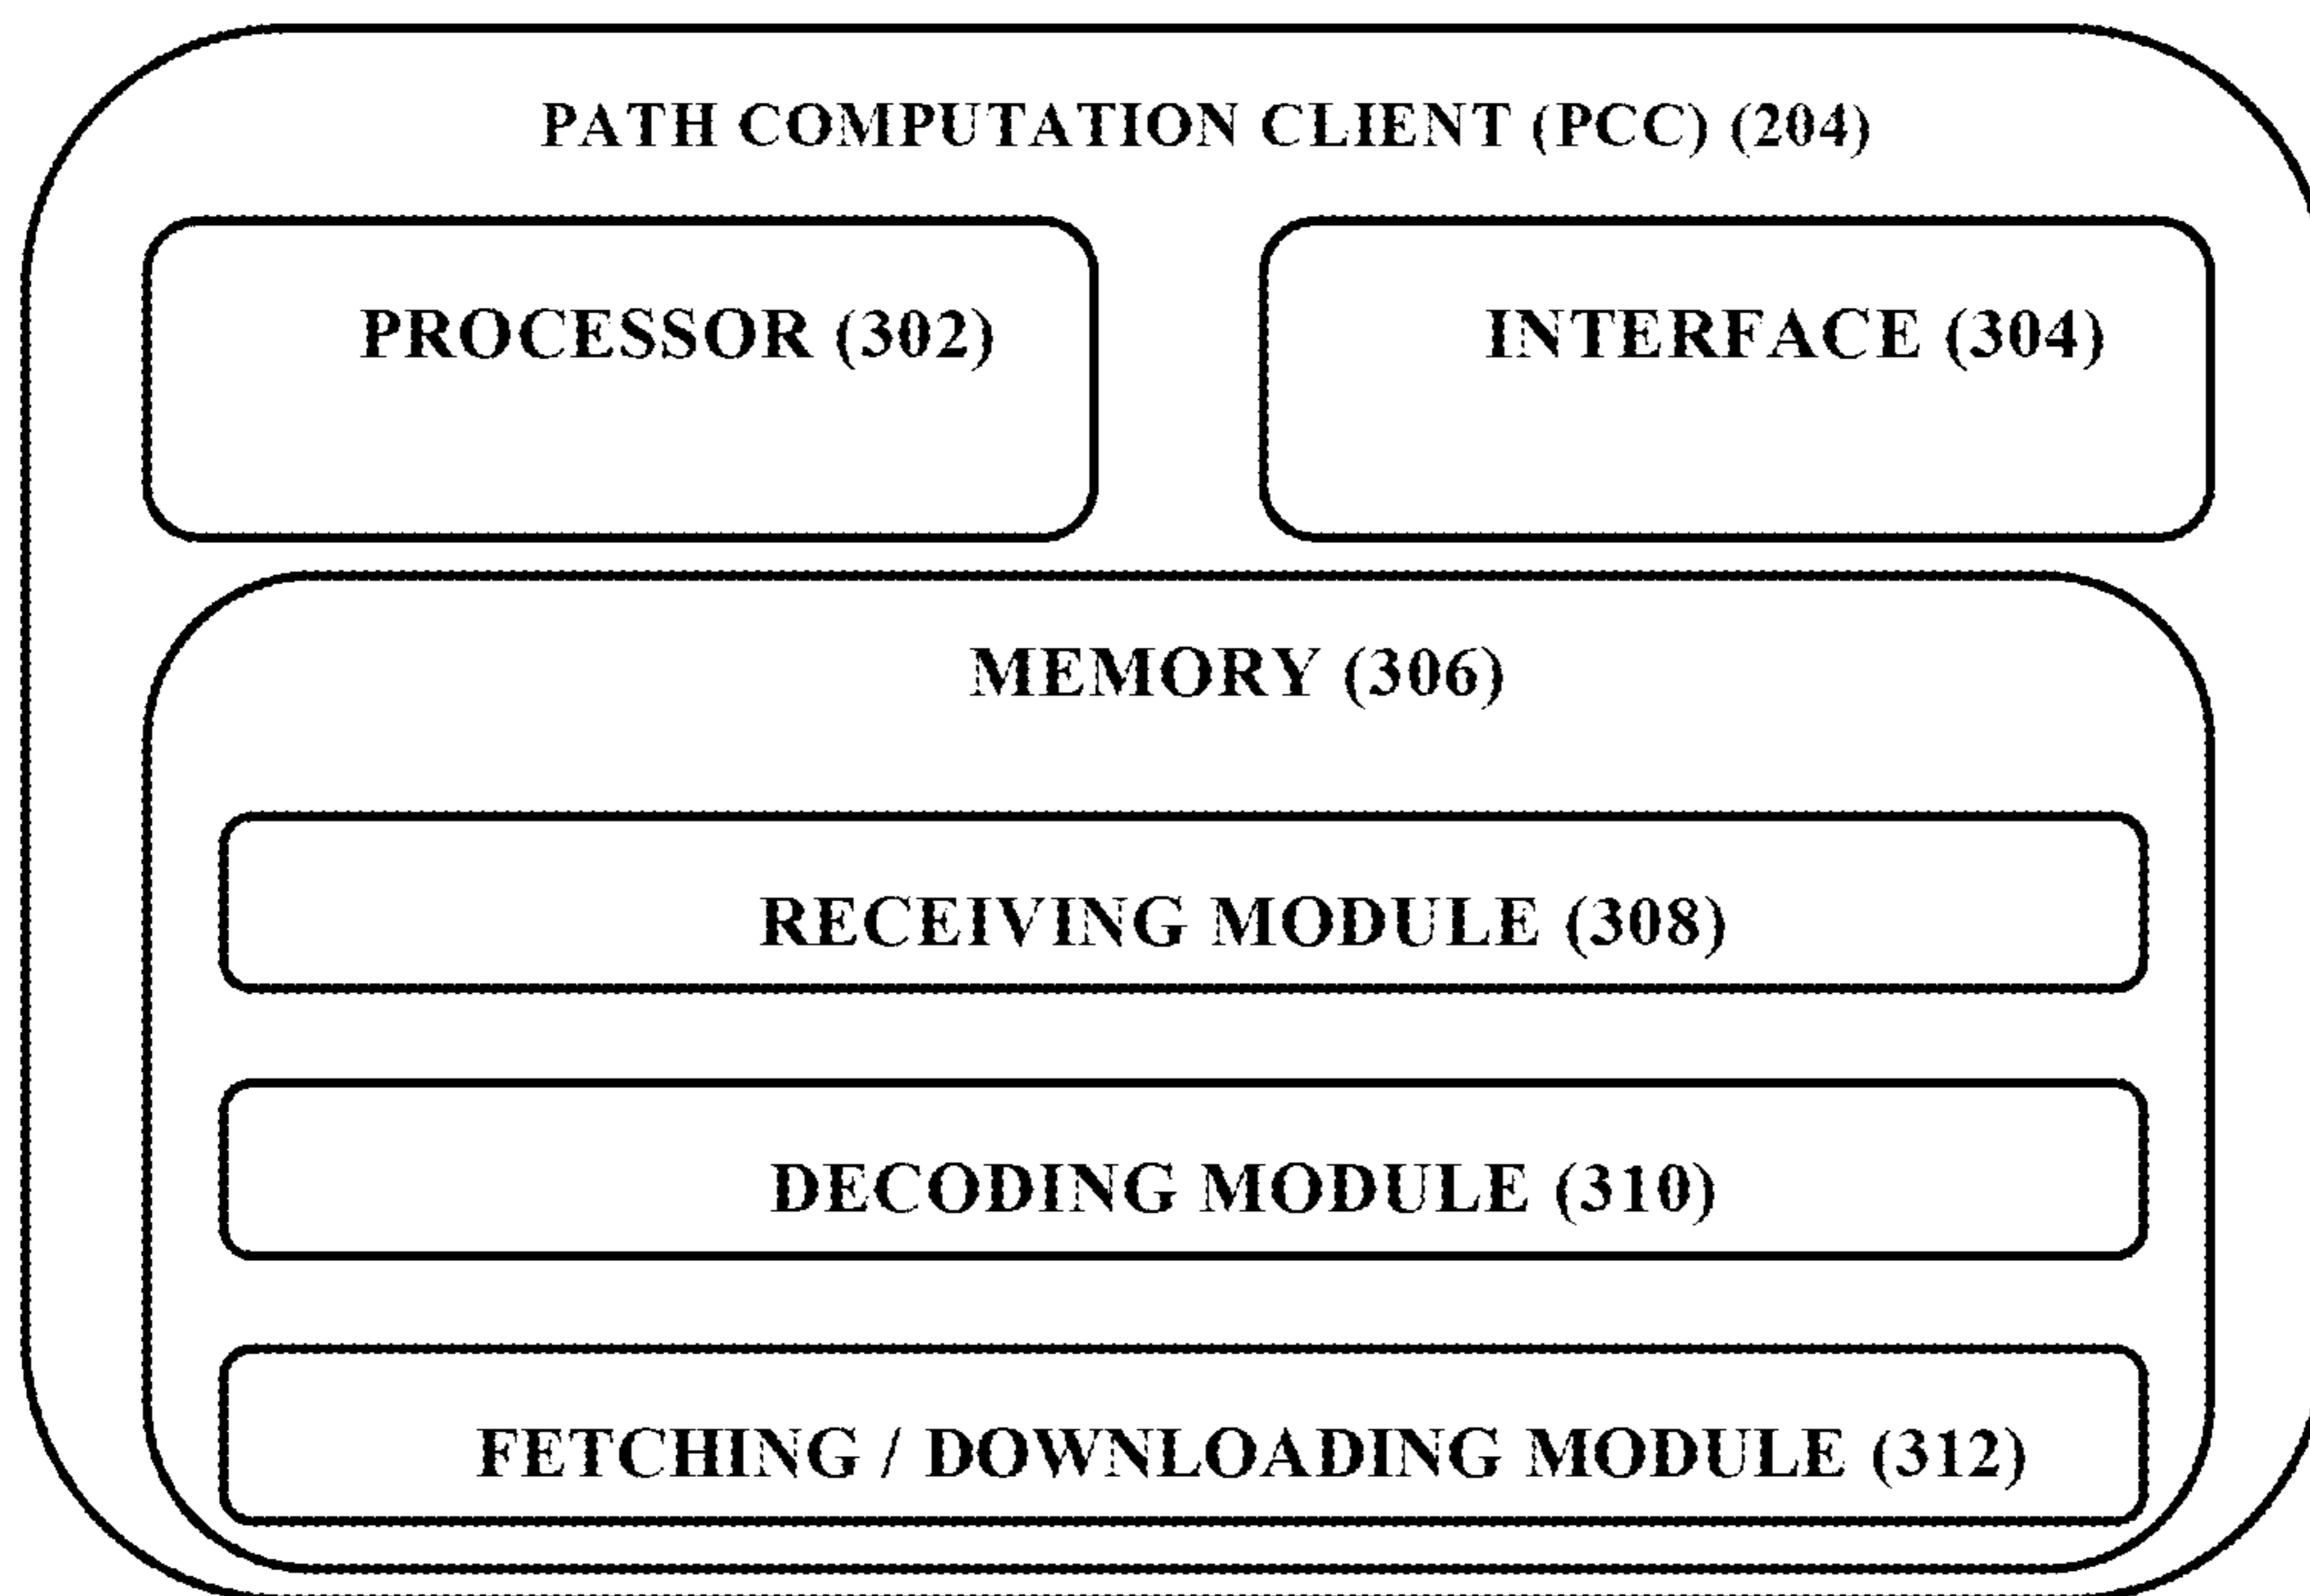 PATH COMPUTATION CLIENT (PCC) (204)
PROCESSOR (302)
INTERFACE (304)
MEMORY (306)
RECEIVING MODULE (308)
DECODING MODULE (310)
FETCHING / DOWNLOADING MODULE (312)